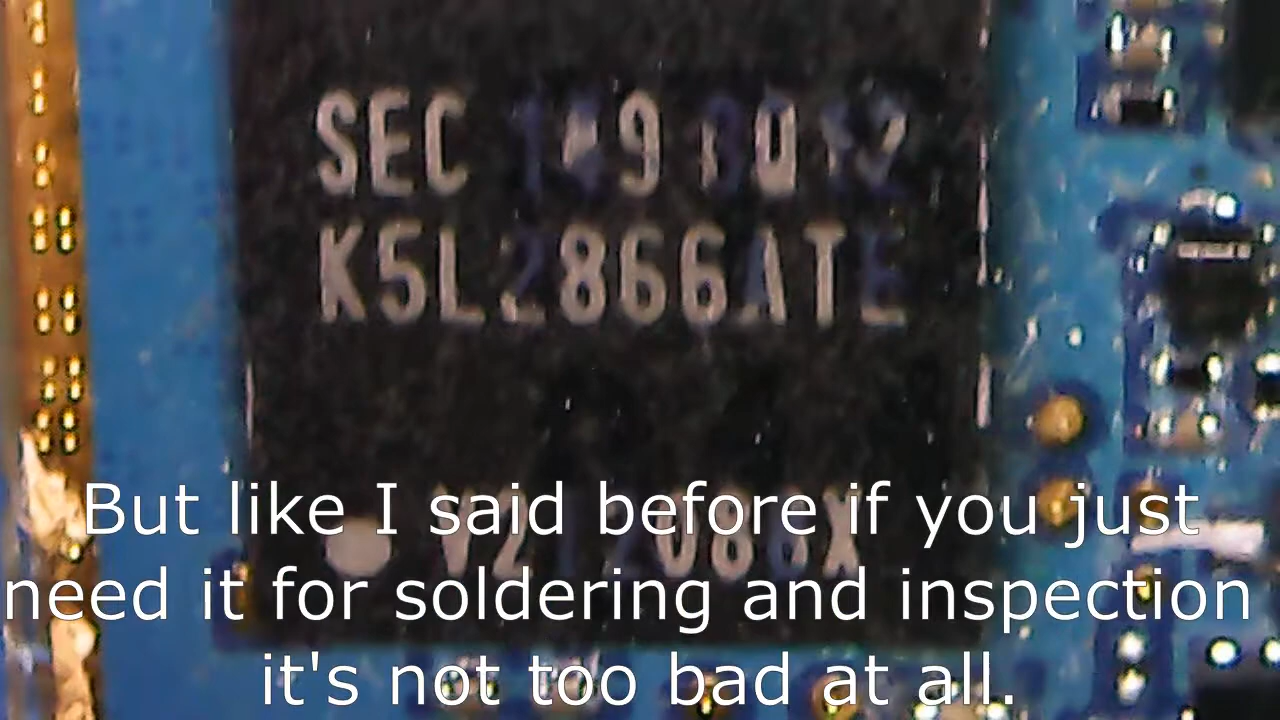 SEC
K5L2866ATE
But like I said before if you just
need it for soldering and inspection
it's not too bad at all.